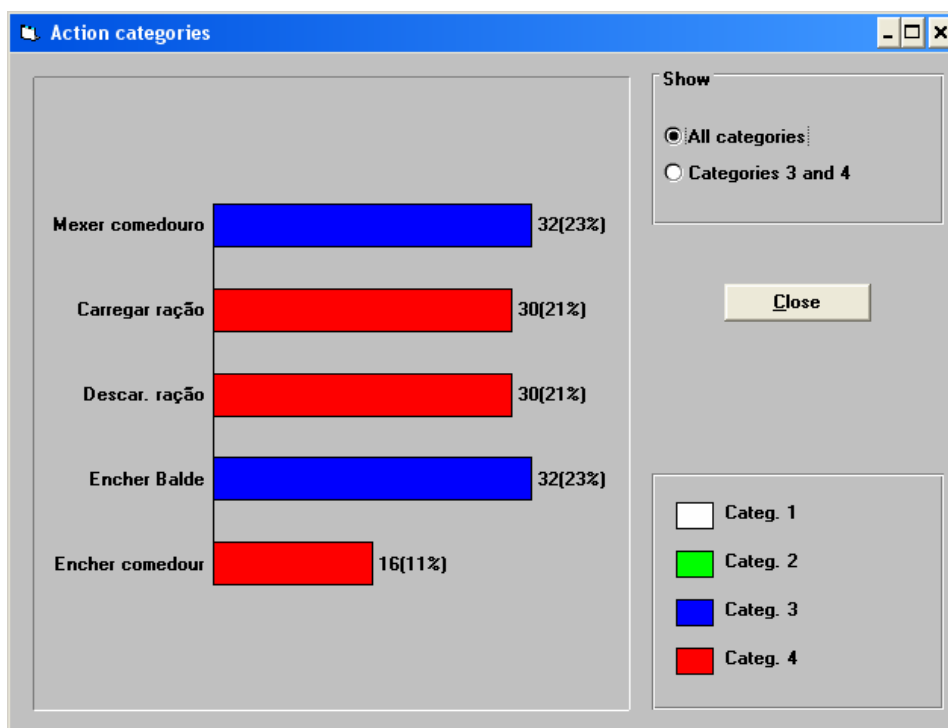 Action categories
Mexer comedouro
32(23%)
Carregar ração
30(21%)
Descar. ração
30(21%)
Encher Balde
32(23%)
Encher comedour
16(11%)
Show
All categories
Categories 3 and 4
Close
Categ. 1
Categ. 2
Categ. 3
Categ. 4